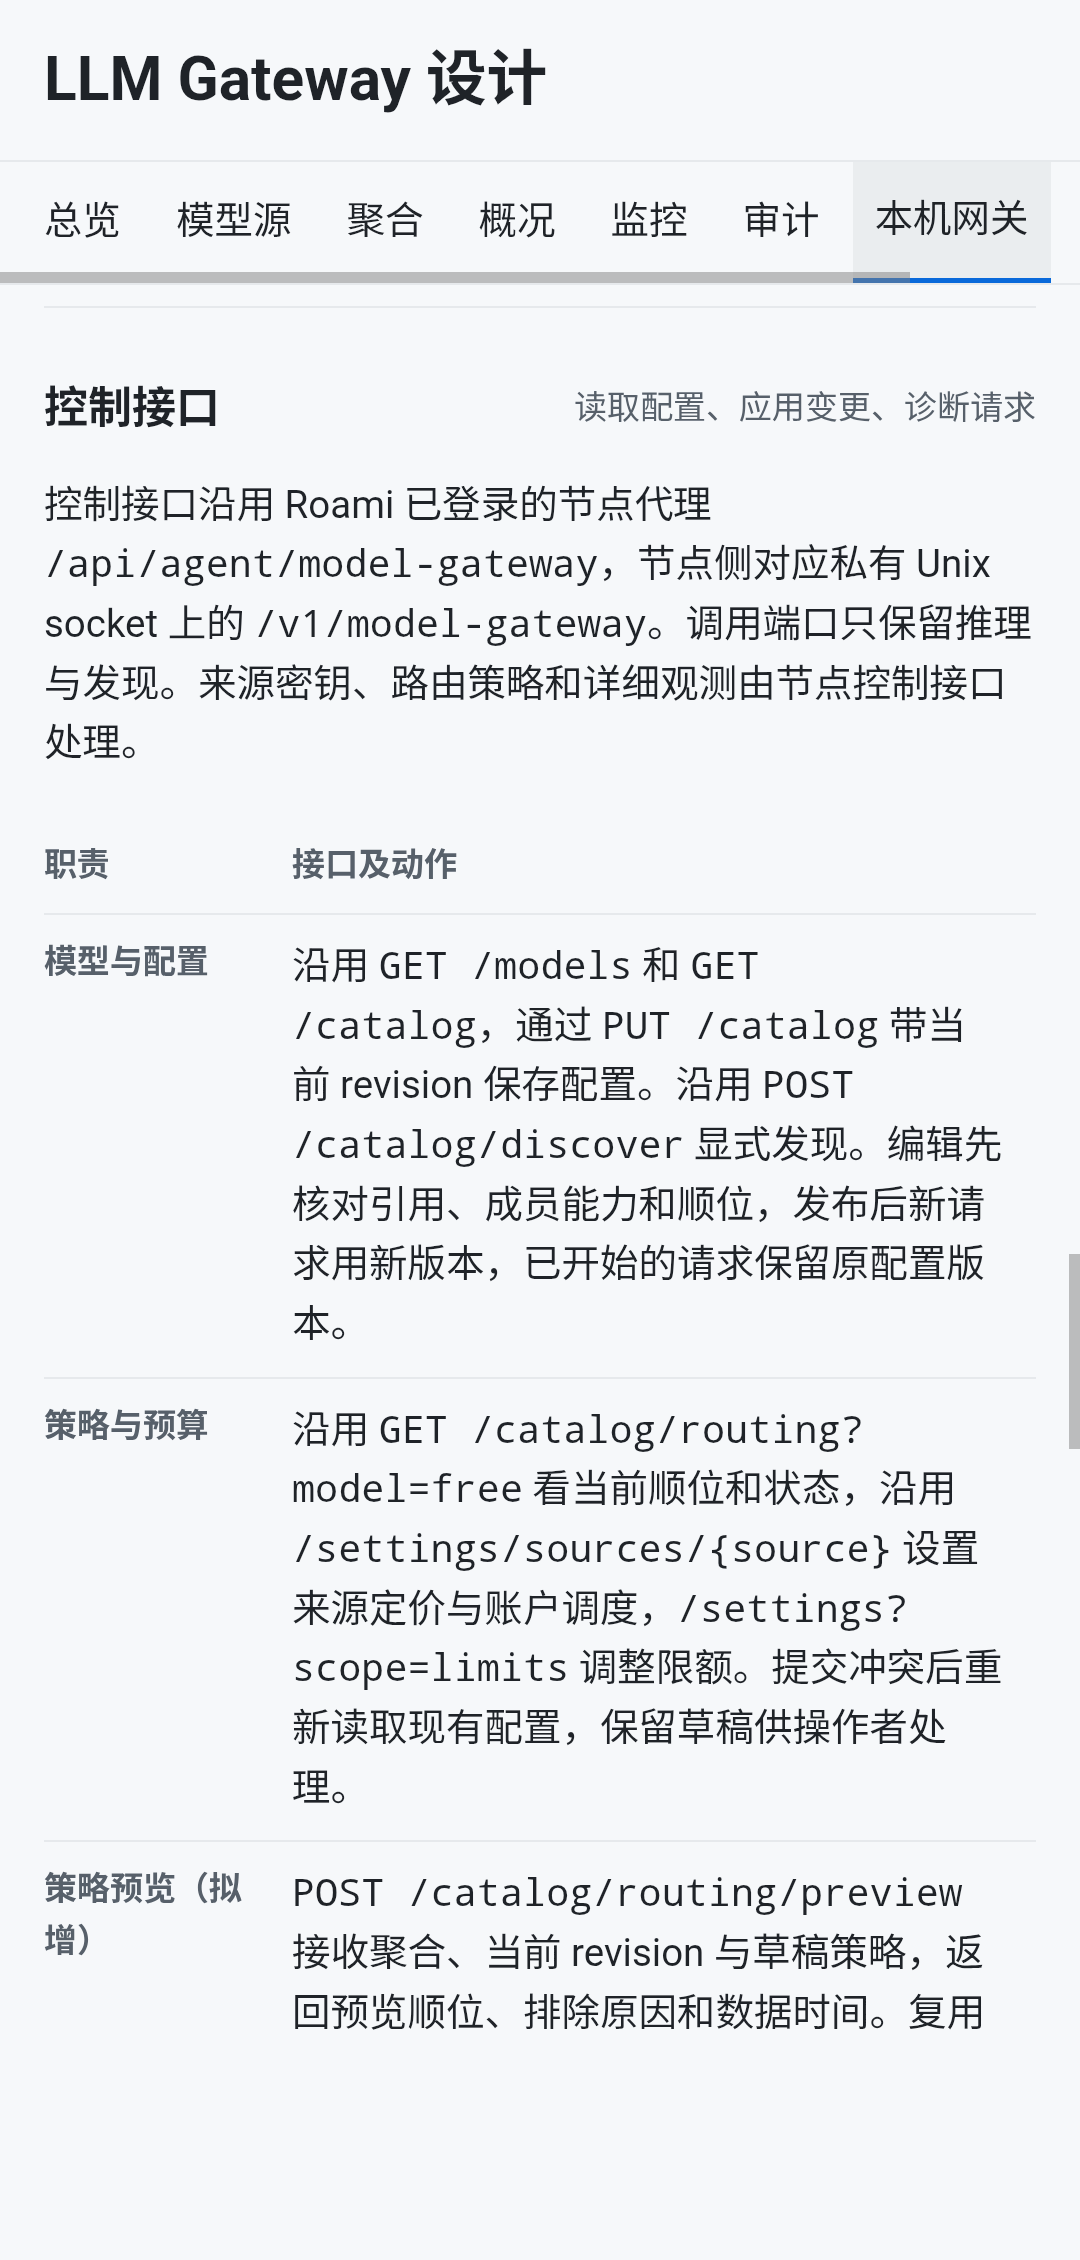 LLM Gateway 设计
总览 模型源 聚合 概况 监控 审计 本机网关
控制接口 读取配置、应用变更、诊断请求
控制接口沿用 Roami 已登录的节点代理
/api/agent/model-gateway，节点侧对应私有 Unix
socket 上的 /v1/model-gateway。调用端口只保留推理
与发现。来源密钥、路由策略和详细观测由节点控制接口
处理。
职责 接口及动作
模型与配置 沿用 GET /models 和 GET
/catalog，通过 PUT /catalog 带当
前 revision 保存配置。沿用 POST
/catalog/discover 显式发现。编辑先
核对引用、成员能力和顺位，发布后新请
求用新版本，已开始的请求保留原配置版
本。
策略与预算 沿用 GET /catalog/routing?
model=free 看当前顺位和状态，沿用
/settings/sources/{source} 设置
来源定价与账户调度，/settings?
scope=limits 调整限额。提交冲突后重
新读取现有配置，保留草稿供操作者处
理。
策略预览（拟 POST /catalog/routing/preview
增） 接收聚合、当前 revision 与草稿策略，返
回预览顺位、排除原因和数据时间。复用